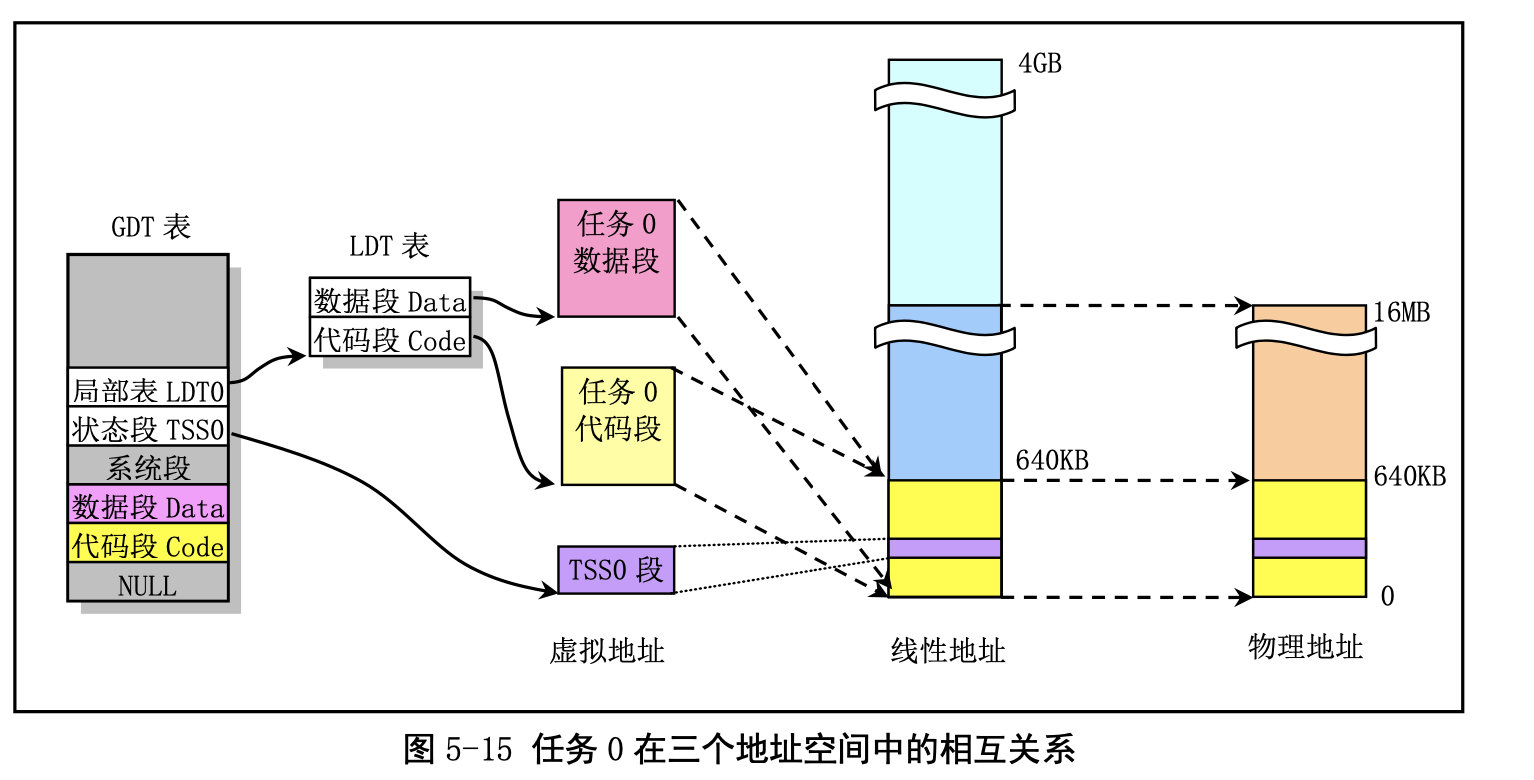 GDT 表
局部表 LDT0
状态段 TSS0
系统段
数据段 Data
代码段 Code
NULL
LDT 表
数据段 Data
代码段 Code
任务 0
数据段
任务 0
代码段
TSS0 段
虚拟地址
4GB
640KB
线性地址
16MB
640KB
0
物理地址
图 5-15 任务 0 在三个地址空间中的相互关系